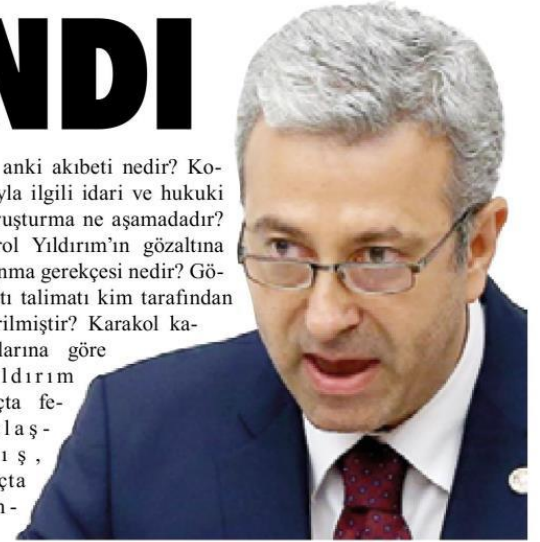 NDI
anki akıbeti nedir? Ko-
yla ilgili idari ve hukuki
uşturma ne aşamadadır?
rol Yıldırım’ın gözaltına
nma gerekçesi nedir? Gö-
tı talimatı kim tarafından
rilmiştir? Karakol ka-
larına göre
ldırım
çta fe-
laş-
ış,
çta
n-